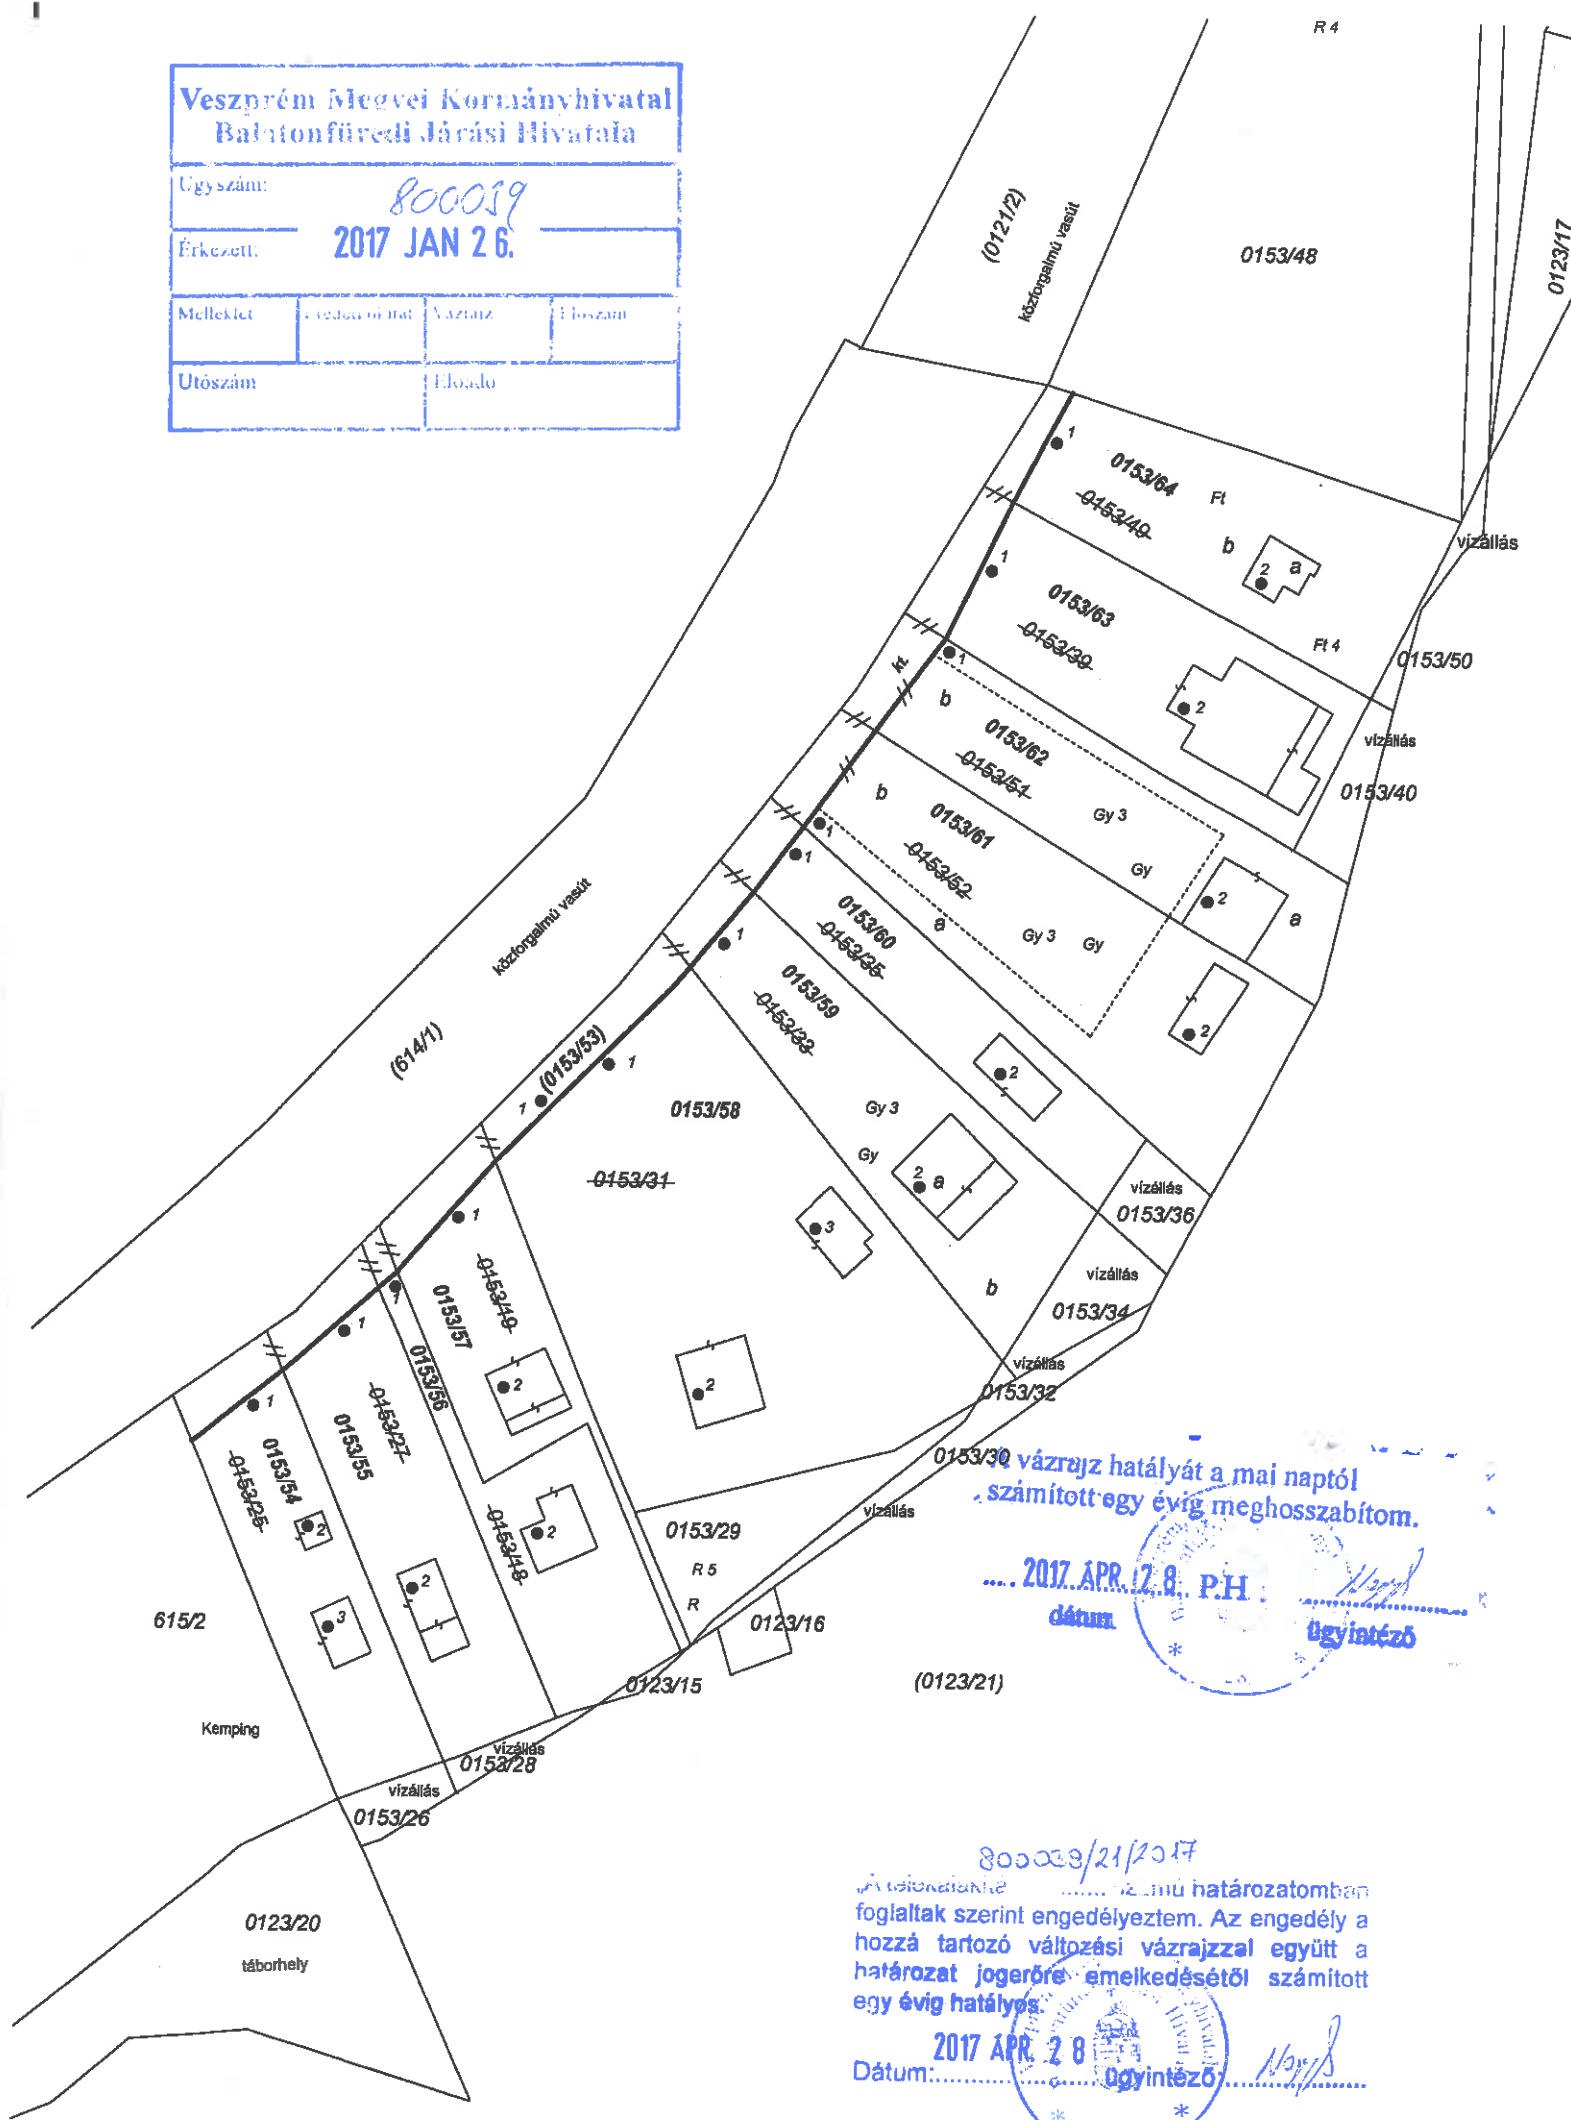 R 4
Veszprém Megyei Kormányhivatal
Balatonfüredi Járási Hivatala
Ügyszám:
800039
Érkezett:
2017 JAN 26.
Melléklet
Utószám
Előadó
(0121/2)
közforgalmú vasút
0153/48
0123/17
1
0153/64
Ft
0153/49
b
a
2
vízállás
1
0153/63
0153/39
Ft 4
0153/50
2
kt.
1
b
0153/62
0153/51
Gy 3
vízállás
0153/40
b
0153/61
0153/52
Gy
1
1
2
a
0153/60
0153/35
a
Gy 3
Gy
2
1
0153/59
0153/33
közforgalmú vasút
(614/1)
(0153/53)
1
1
0153/58
0153/31
Gy 3
Gy
2
2
a
3
b
vízállás
0153/36
vízállás
0153/34
vízállás
0153/32
1
0153/19
0153/57
1
0153/56
2
2
1
0153/27
0153/55
1
0153/54
0153/25
2
3
2
0153/18
2
0153/30
vízállás
0153/29
R 5
R
0123/16
0123/15
(0123/21)
615/2
Kemping
vízállás
0153/28
vízállás
0153/26
0123/20
táborhely
A vázrajz hatályát a mai naptól
számított egy évig meghosszabítom.
2017 ÁPR. 28. P.H.
dátum
ügyintéző
800039/21/2017
határozatomban
foglaltak szerint engedélyeztem. Az engedély a
hozzá tartozó változási vázrajzzal együtt a
határozat jogerőre emelkedésétől számított
egy évig hatályos.
2017 ÁPR. 28
Dátum:.................... ügyintéző:....................